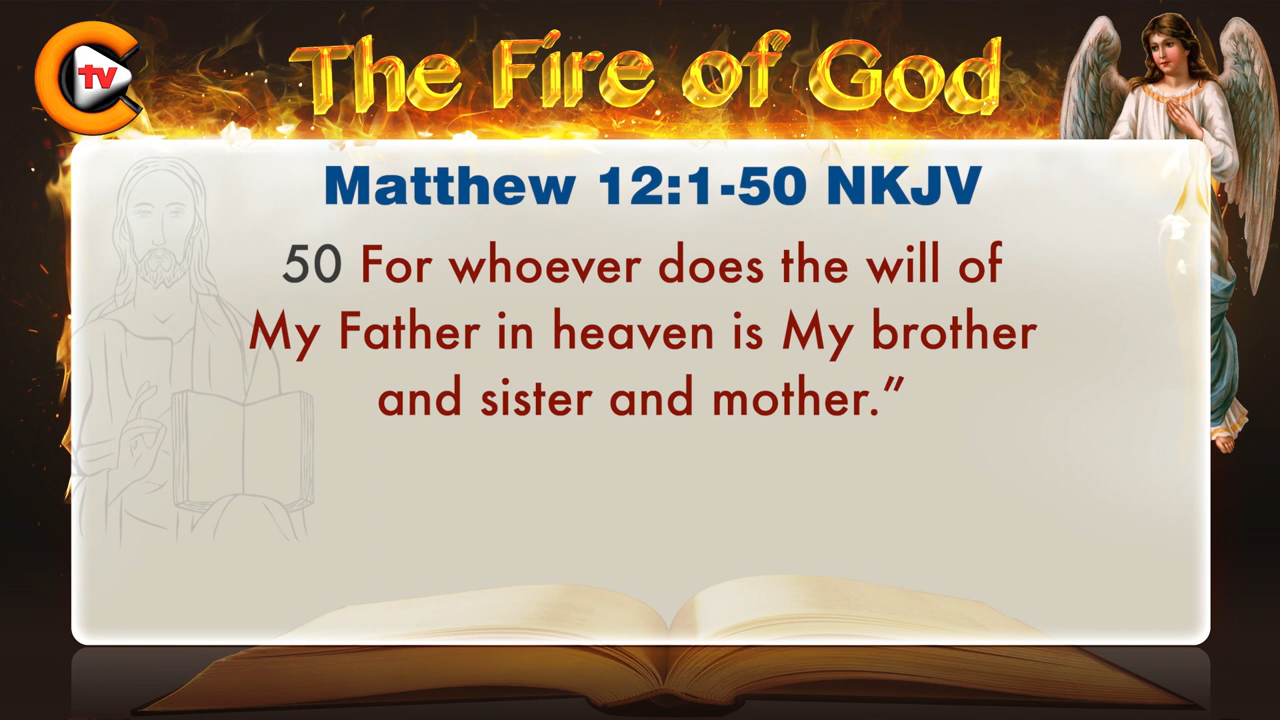 tv
The Fire of God
Matthew 12:1-50 NKJV
50 For whoever does the will of
My Father in heaven is My brother
and sister and mother.”